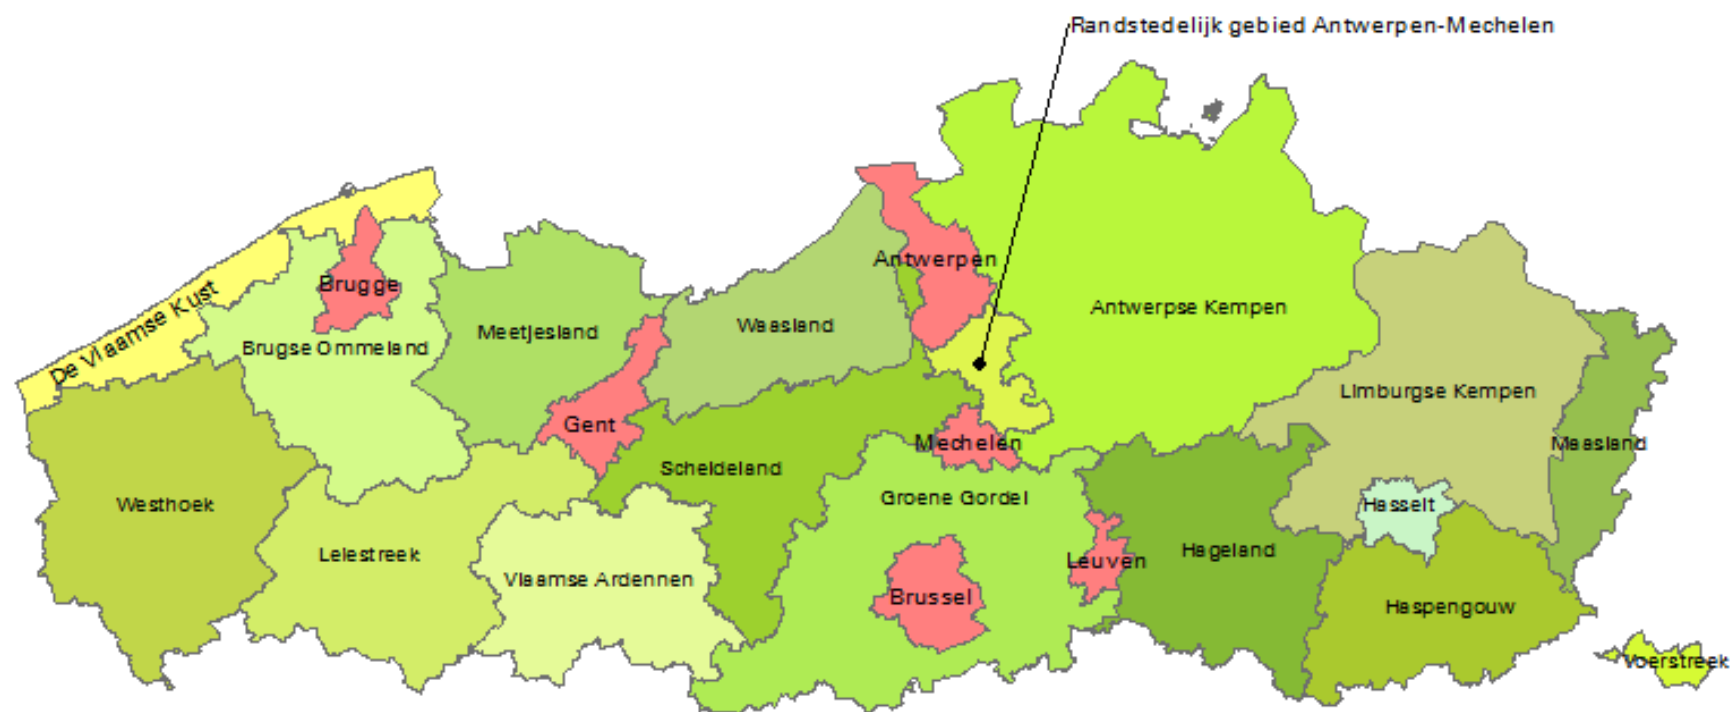 Randstedelijk gebied Antwerpen-Mechelen
Antwerpen
Brugge
De Vlaamse Kust
Antwerpse Kempen
Waasland
Meetjesland
Brugse Ommeland
Limburgse Kempen
Gent
Mechelen
Maasland
Scheldeland
Groene Gordel
Westhoek
Hasselt
Leiestreek
Hageland
Leuven
Vlaamse Ardennen
Brussel
Haspengouw
Voerstreek